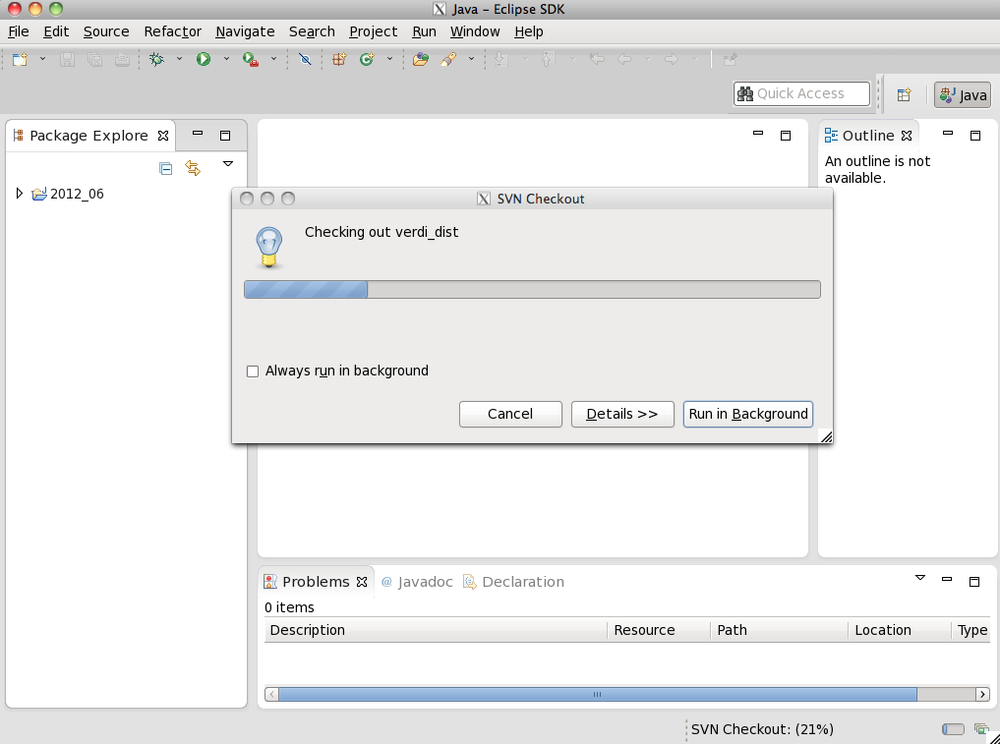 Java – Eclipse SDK
File Edit Source Refactor Navigate Search Project Run Window Help
Quick Access
Java
Package Explore
Outline
An outline is not
available.
2012_06
SVN Checkout
Checking out verdi_dist
Always run in background
Cancel Details >> Run in Background
Problems @ Javadoc Declaration
0 items
Description Resource Path Location Type
SVN Checkout: (21%)